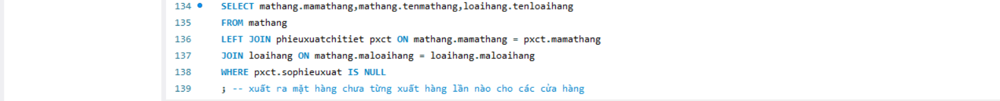 134 SELECT mathang.mamathang,mathang.tenmathang,loaihang.tenloaihang
135 FROM mathang
136 LEFT JOIN phieuxuatchitiet pxct ON mathang.mamathang = pxct.mamathang
137 JOIN loaihang ON mathang.maloaihang = loaihang.maloaihang
138 WHERE pxct.sophieuxuat IS NULL
139 ; -- xuất ra mặt hàng chưa từng xuất hàng lần nào cho các cửa hàng